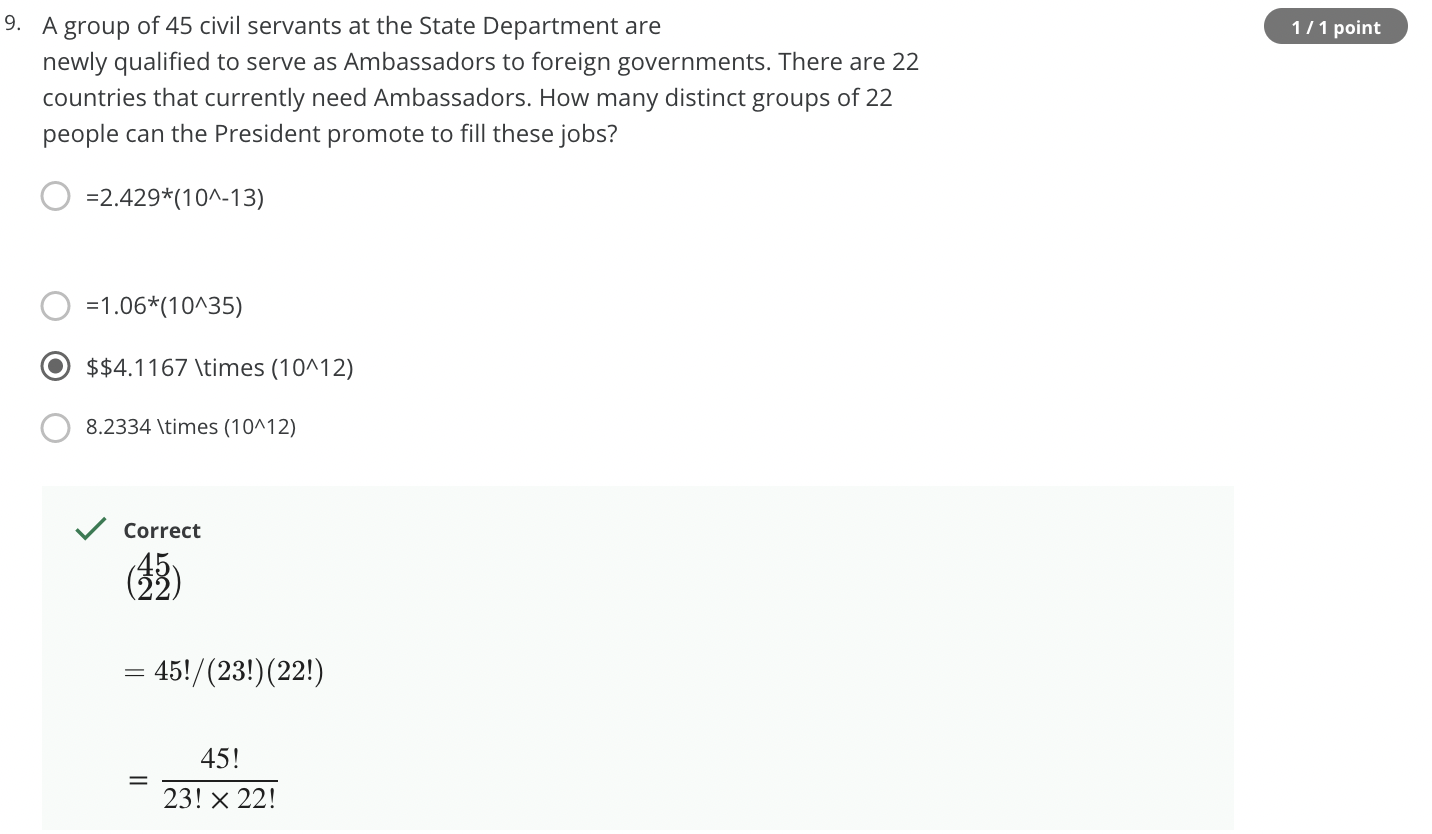 9. A group of 45 civil servants at the State Department are
1 / 1 point
newly qualified to serve as Ambassadors to foreign governments. There are 22
countries that currently need Ambassadors. How many distinct groups of 22
people can the President promote to fill these jobs?
=2.429*(10^-13)
=1.06*(10^35)
$$4.1167 \times (10^12)
8.2334 \times (10^12)
Correct
(45
22)
= 45!/(23!)(22!)
= 45!
23! × 22!